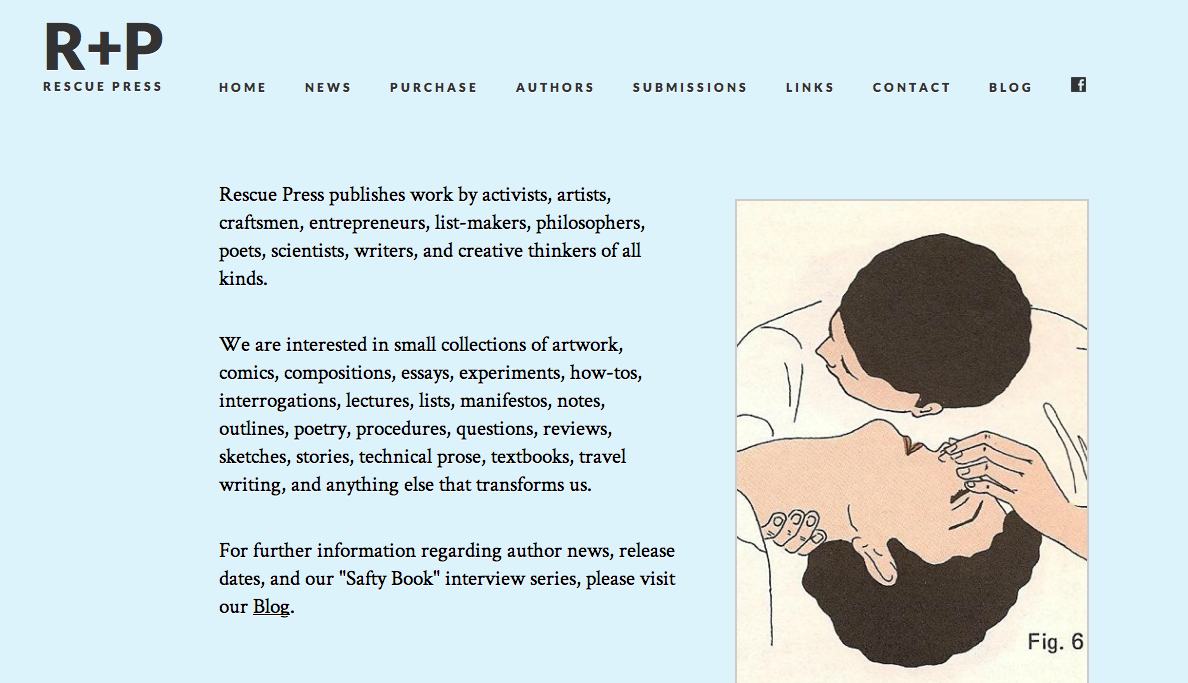 R+P
RESCUE PRESS
HOME NEWS PURCHASE AUTHORS SUBMISSIONS LINKS CONTACT BLOG f
Rescue Press publishes work by activists, artists,
craftsmen, entrepreneurs, list-makers, philosophers,
poets, scientists, writers, and creative thinkers of all
kinds.
We are interested in small collections of artwork,
comics, compositions, essays, experiments, how-tos,
interrogations, lectures, lists, manifestos, notes,
outlines, poetry, procedures, questions, reviews,
sketches, stories, technical prose, textbooks, travel
writing, and anything else that transforms us.
For further information regarding author news, release
dates, and our "Safty Book" interview series, please visit
our Blog.
Fig. 6